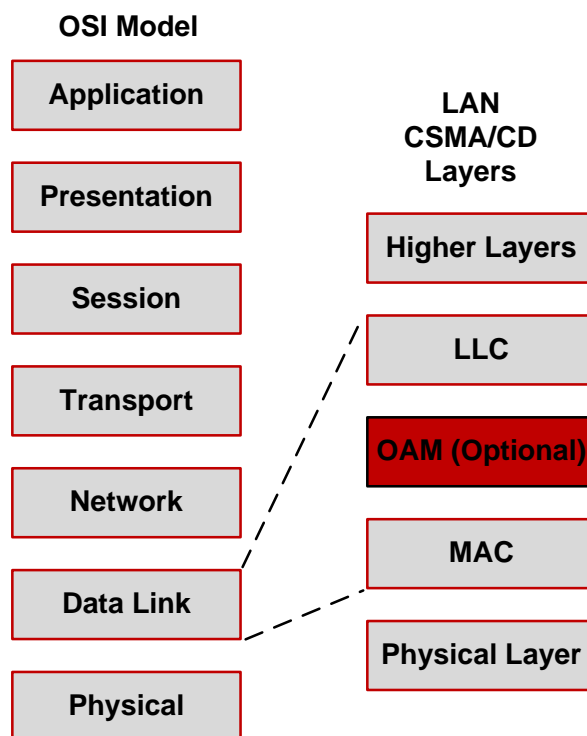 OSI Model
Application
Presentation
Session
Transport
Network
Data Link
Physical
LAN
CSMA/CD
Layers
Higher Layers
LLC
OAM (Optional)
MAC
Physical Layer